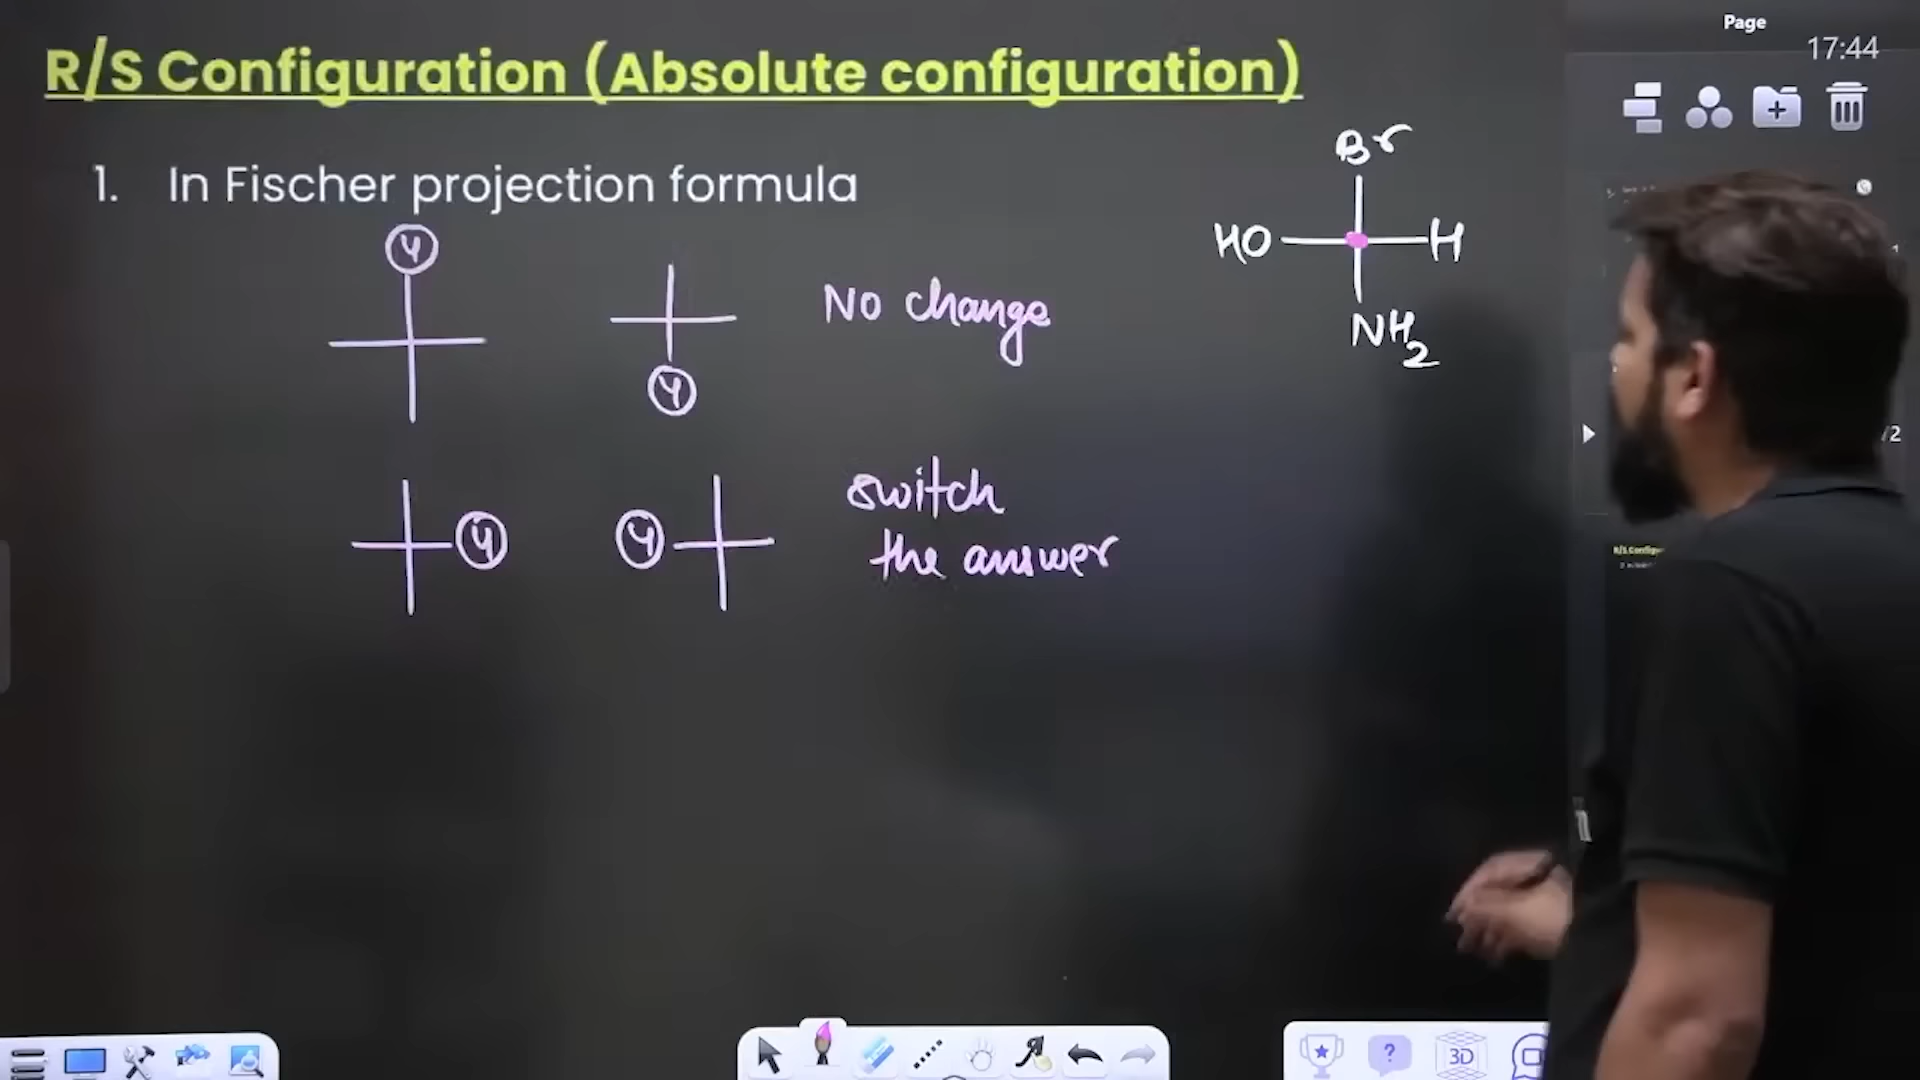 Page
17:44
R/S Configuration (Absolute configuration)
1. In Fischer projection formula
4
4
No change
4
4
switch
the answer
Br
HO
H
NH2
/2
?
3D